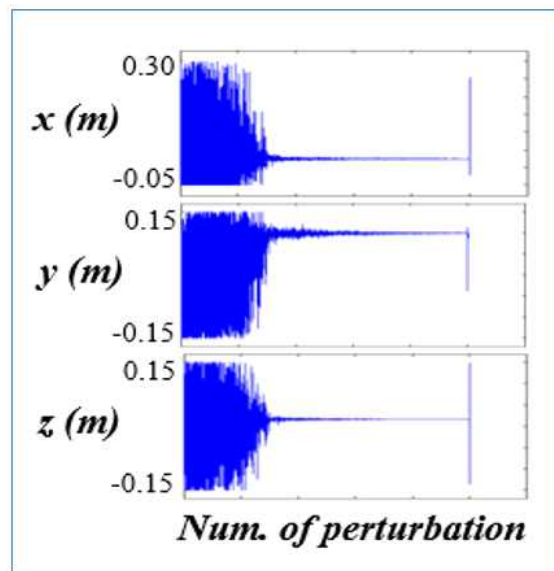 0.30
x (m)
-0.05
0.15
y (m)
-0.15
0.15
z (m)
-0.15
Num. of perturbation